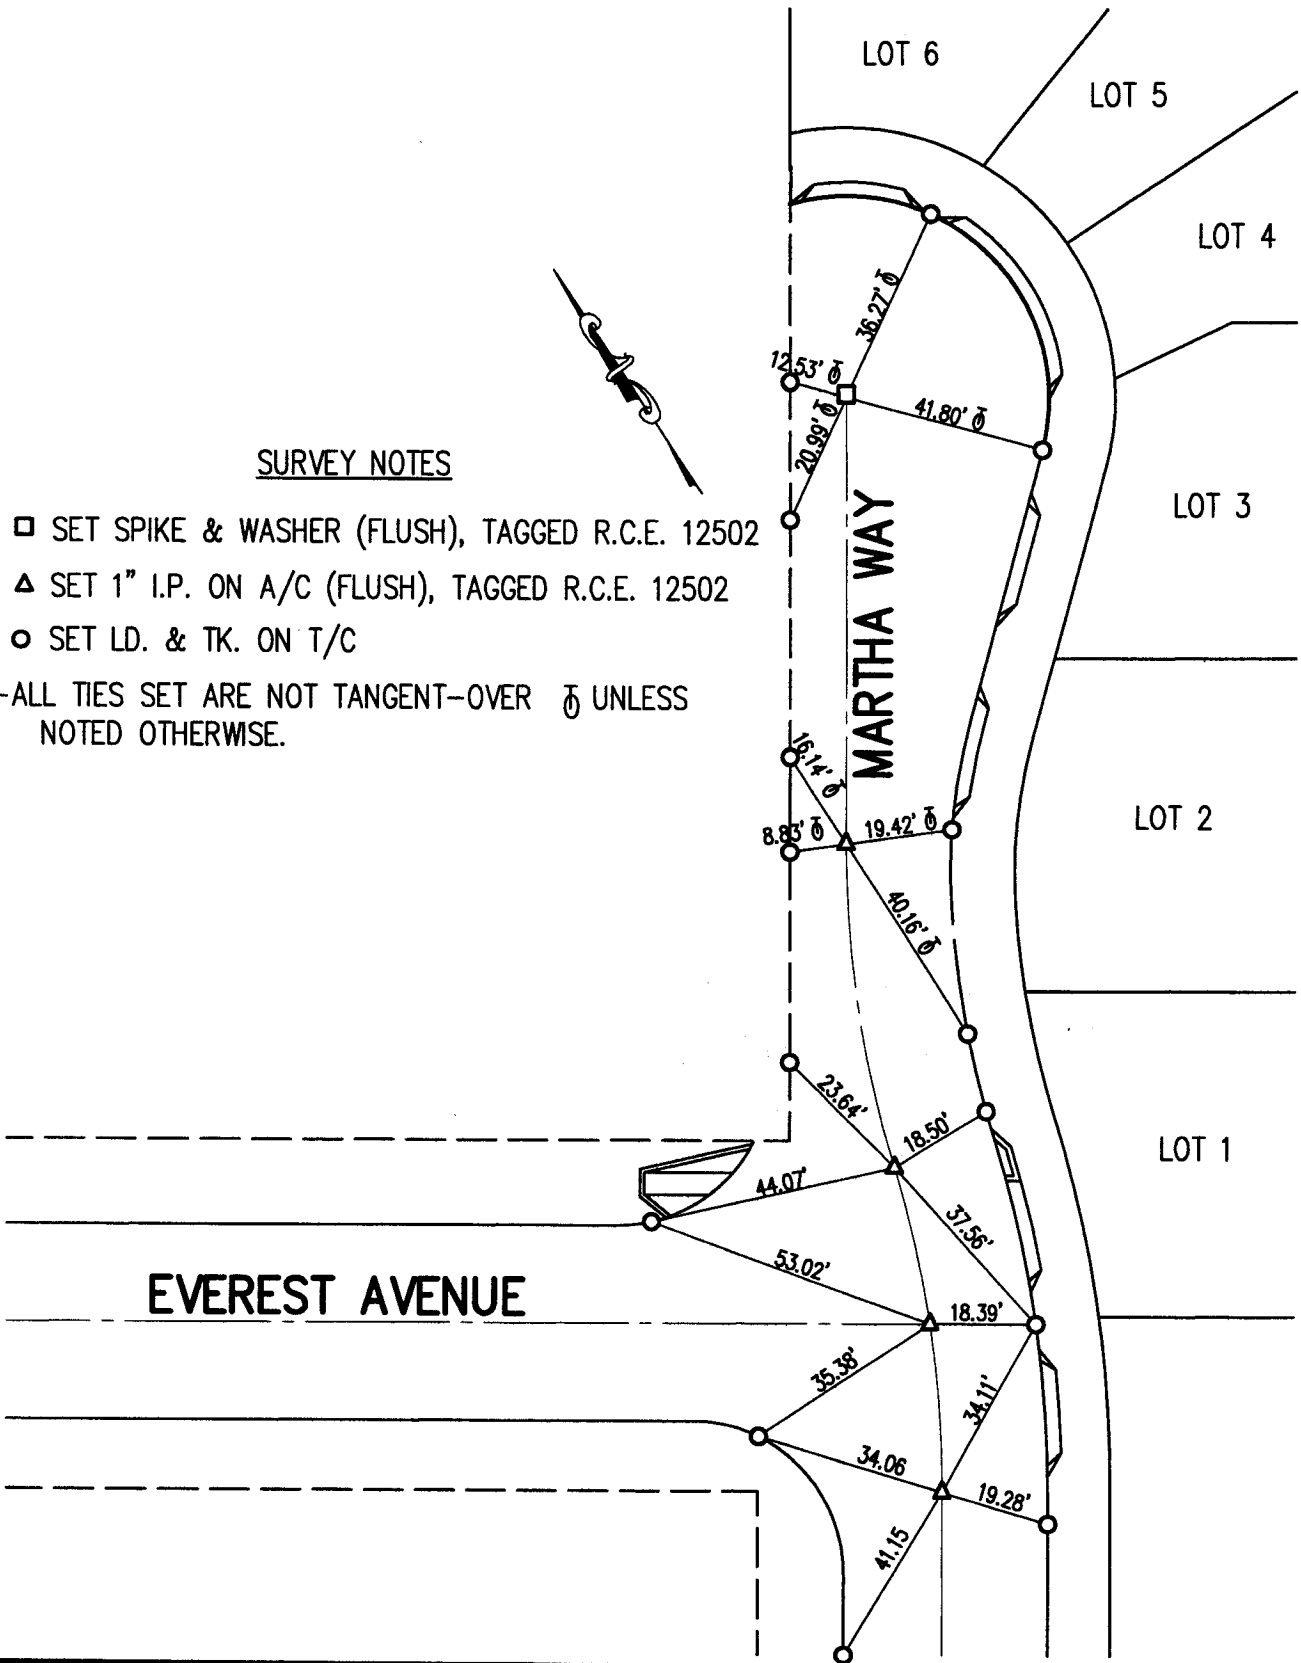 LOT 6
LOT 5
LOT 4
36.27'
12.53'
41.80'
20.99'
SURVEY NOTES
SET SPIKE & WASHER (FLUSH), TAGGED R.C.E. 12502
SET 1" I.P. ON A/C (FLUSH), TAGGED R.C.E. 12502
SET LD. & TK. ON T/C
-ALL TIES SET ARE NOT TANGENT-OVER UNLESS
NOTED OTHERWISE.
LOT 3
MARTHA WAY
16.14'
8.83'
19.42'
LOT 2
40.16'
23.64'
18.50'
LOT 1
44.07'
37.56'
53.02'
EVEREST AVENUE
18.39'
35.38'
34.11'
34.06
19.28'
41.15